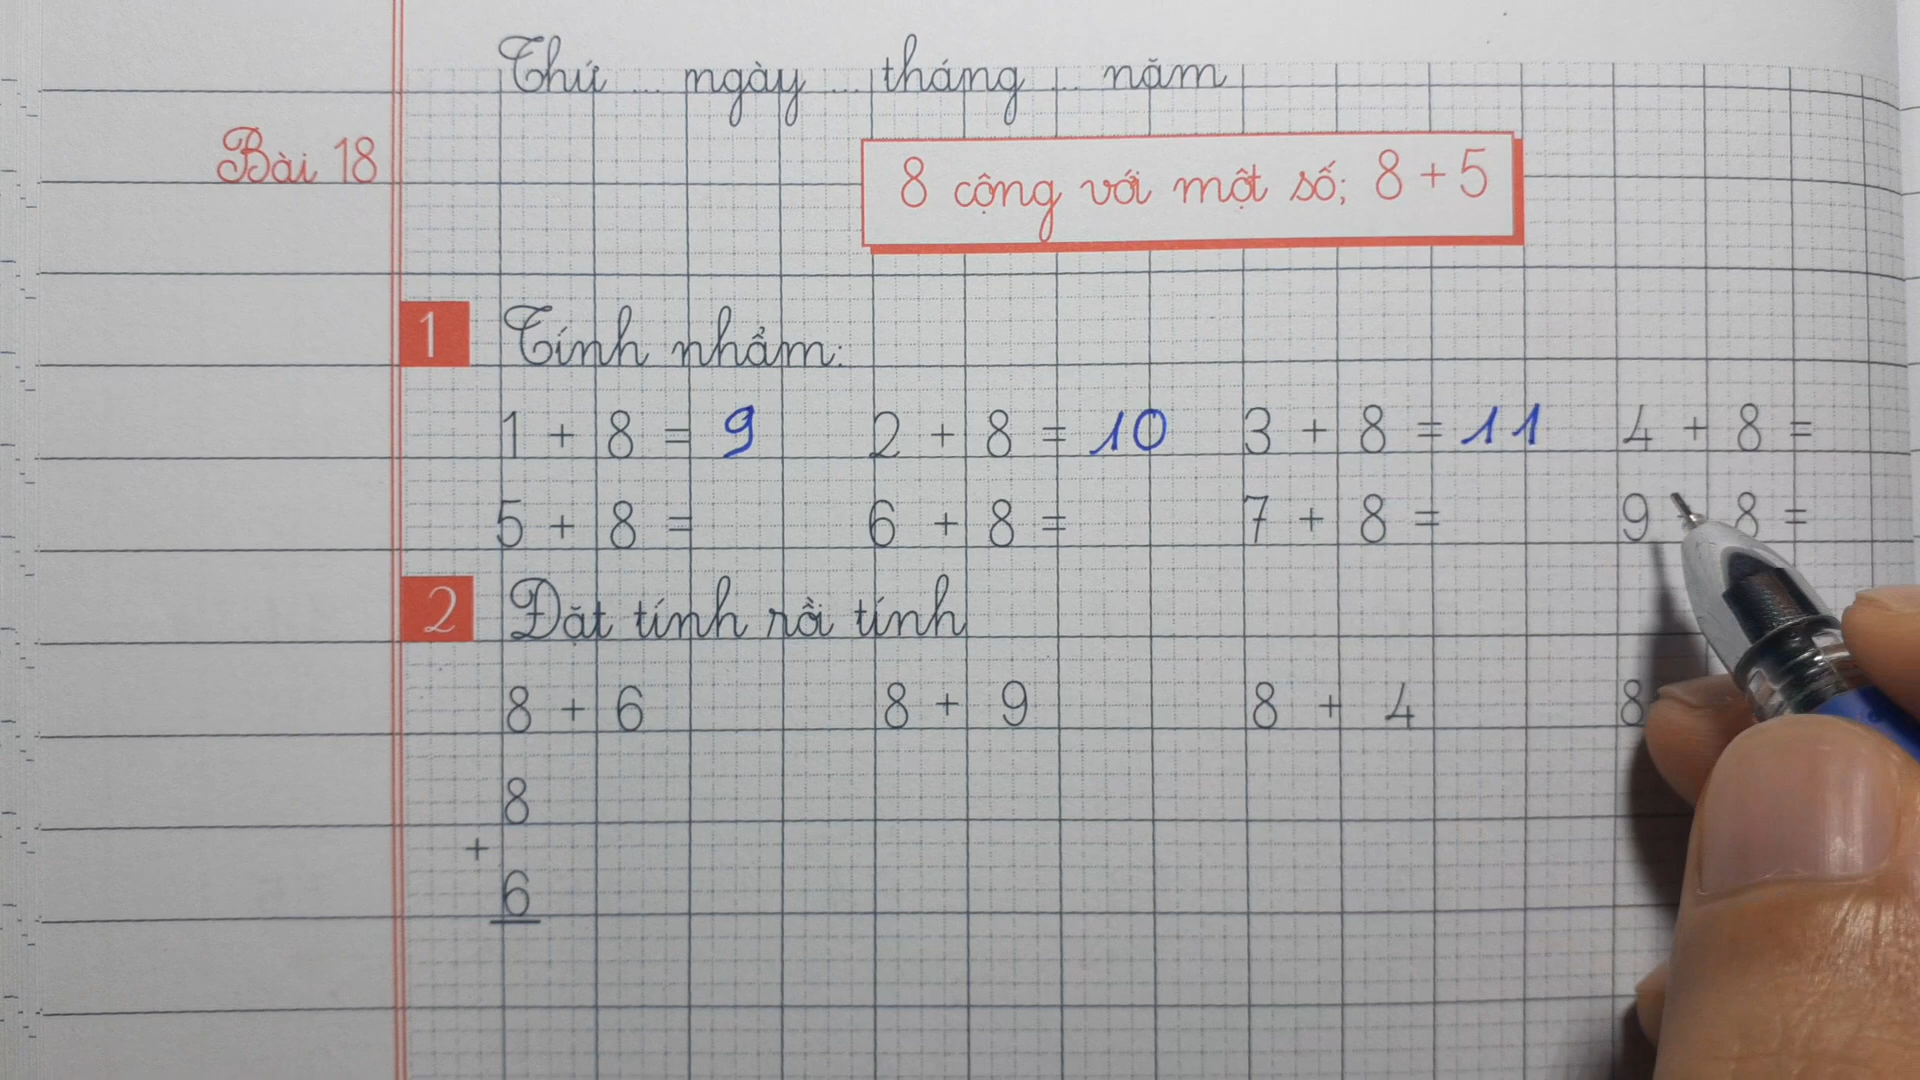 Thứ ... ngày ... tháng ... năm
Bài 18
8 cộng với một số; 8 + 5
1 Tính nhẩm:
1 + 8 = 9 2 + 8 = 10 3 + 8 = 11 4 + 8 =
5 + 8 = 6 + 8 = 7 + 8 = 9 + 8 =
2 Đặt tính rồi tính
8 + 6 8 + 9 8 + 4 8
8
+
6